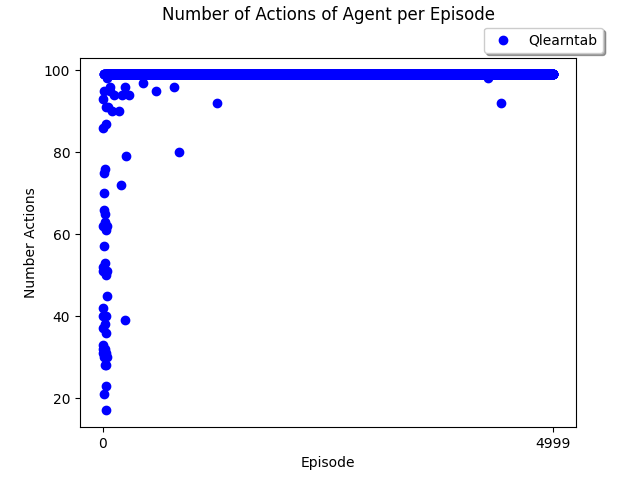 Number of Actions of Agent per Episode
Qlearntab
100
80
60
40
20
Number Actions
0
4999
Episode